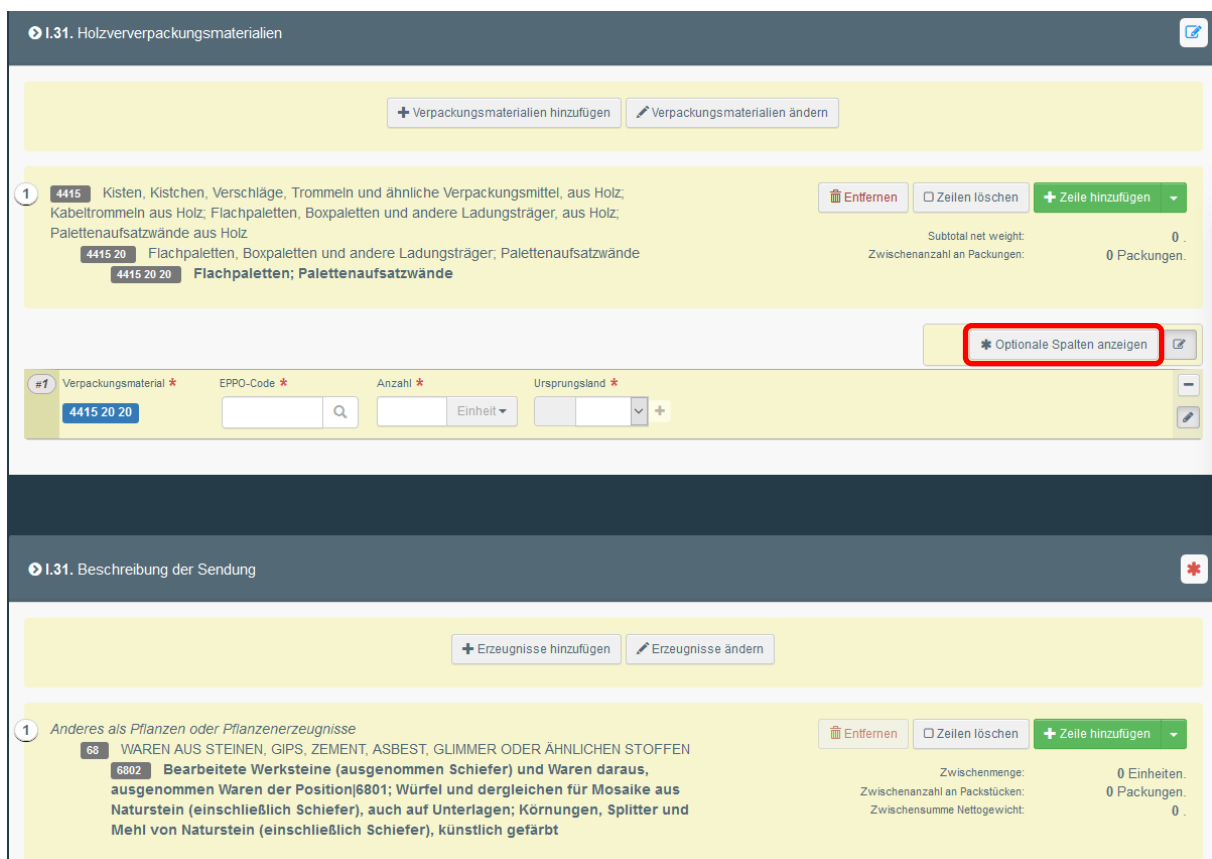 I.31. Holzververpackungsmaterialien
Verpackungsmaterialien hinzufügen Verpackungsmaterialien ändern
1 4415 Kisten, Kistchen, Verschläge, Trommeln und ähnliche Verpackungsmittel, aus Holz;
Kabeltrommeln aus Holz; Flachpaletten, Boxpaletten und andere Ladungsträger, aus Holz;
Palettenaufsatzwände aus Holz
4415 20 Flachpaletten, Boxpaletten und andere Ladungsträger; Palettenaufsatzwände
4415 20 20 Flachpaletten; Palettenaufsatzwände
Entfernen Zeilen löschen Zeile hinzufügen
Subtotal net weight: 0 .
Zwischenanzahl an Packungen: 0 Packungen.
Optionale Spalten anzeigen
#1 Verpackungsmaterial * EPPO-Code * Anzahl * Ursprungsland *
4415 20 20 Einheit
I.31. Beschreibung der Sendung
Erzeugnisse hinzufügen Erzeugnisse ändern
1 Anderes als Pflanzen oder Pflanzenerzeugnisse
68 WAREN AUS STEINEN, GIPS, ZEMENT, ASBEST, GLIMMER ODER ÄHNLICHEN STOFFEN
6802 Bearbeitete Werksteine (ausgenommen Schiefer) und Waren daraus,
ausgenommen Waren der Position|6801; Würfel und dergleichen für Mosaike aus
Naturstein (einschließlich Schiefer), auch auf Unterlagen; Körnungen, Splitter und
Mehl von Naturstein (einschließlich Schiefer), künstlich gefärbt
Entfernen Zeilen löschen Zeile hinzufügen
Zwischenmenge: 0 Einheiten.
Zwischenanzahl an Packstücken: 0 Packungen.
Zwischensumme Nettogewicht: 0 .